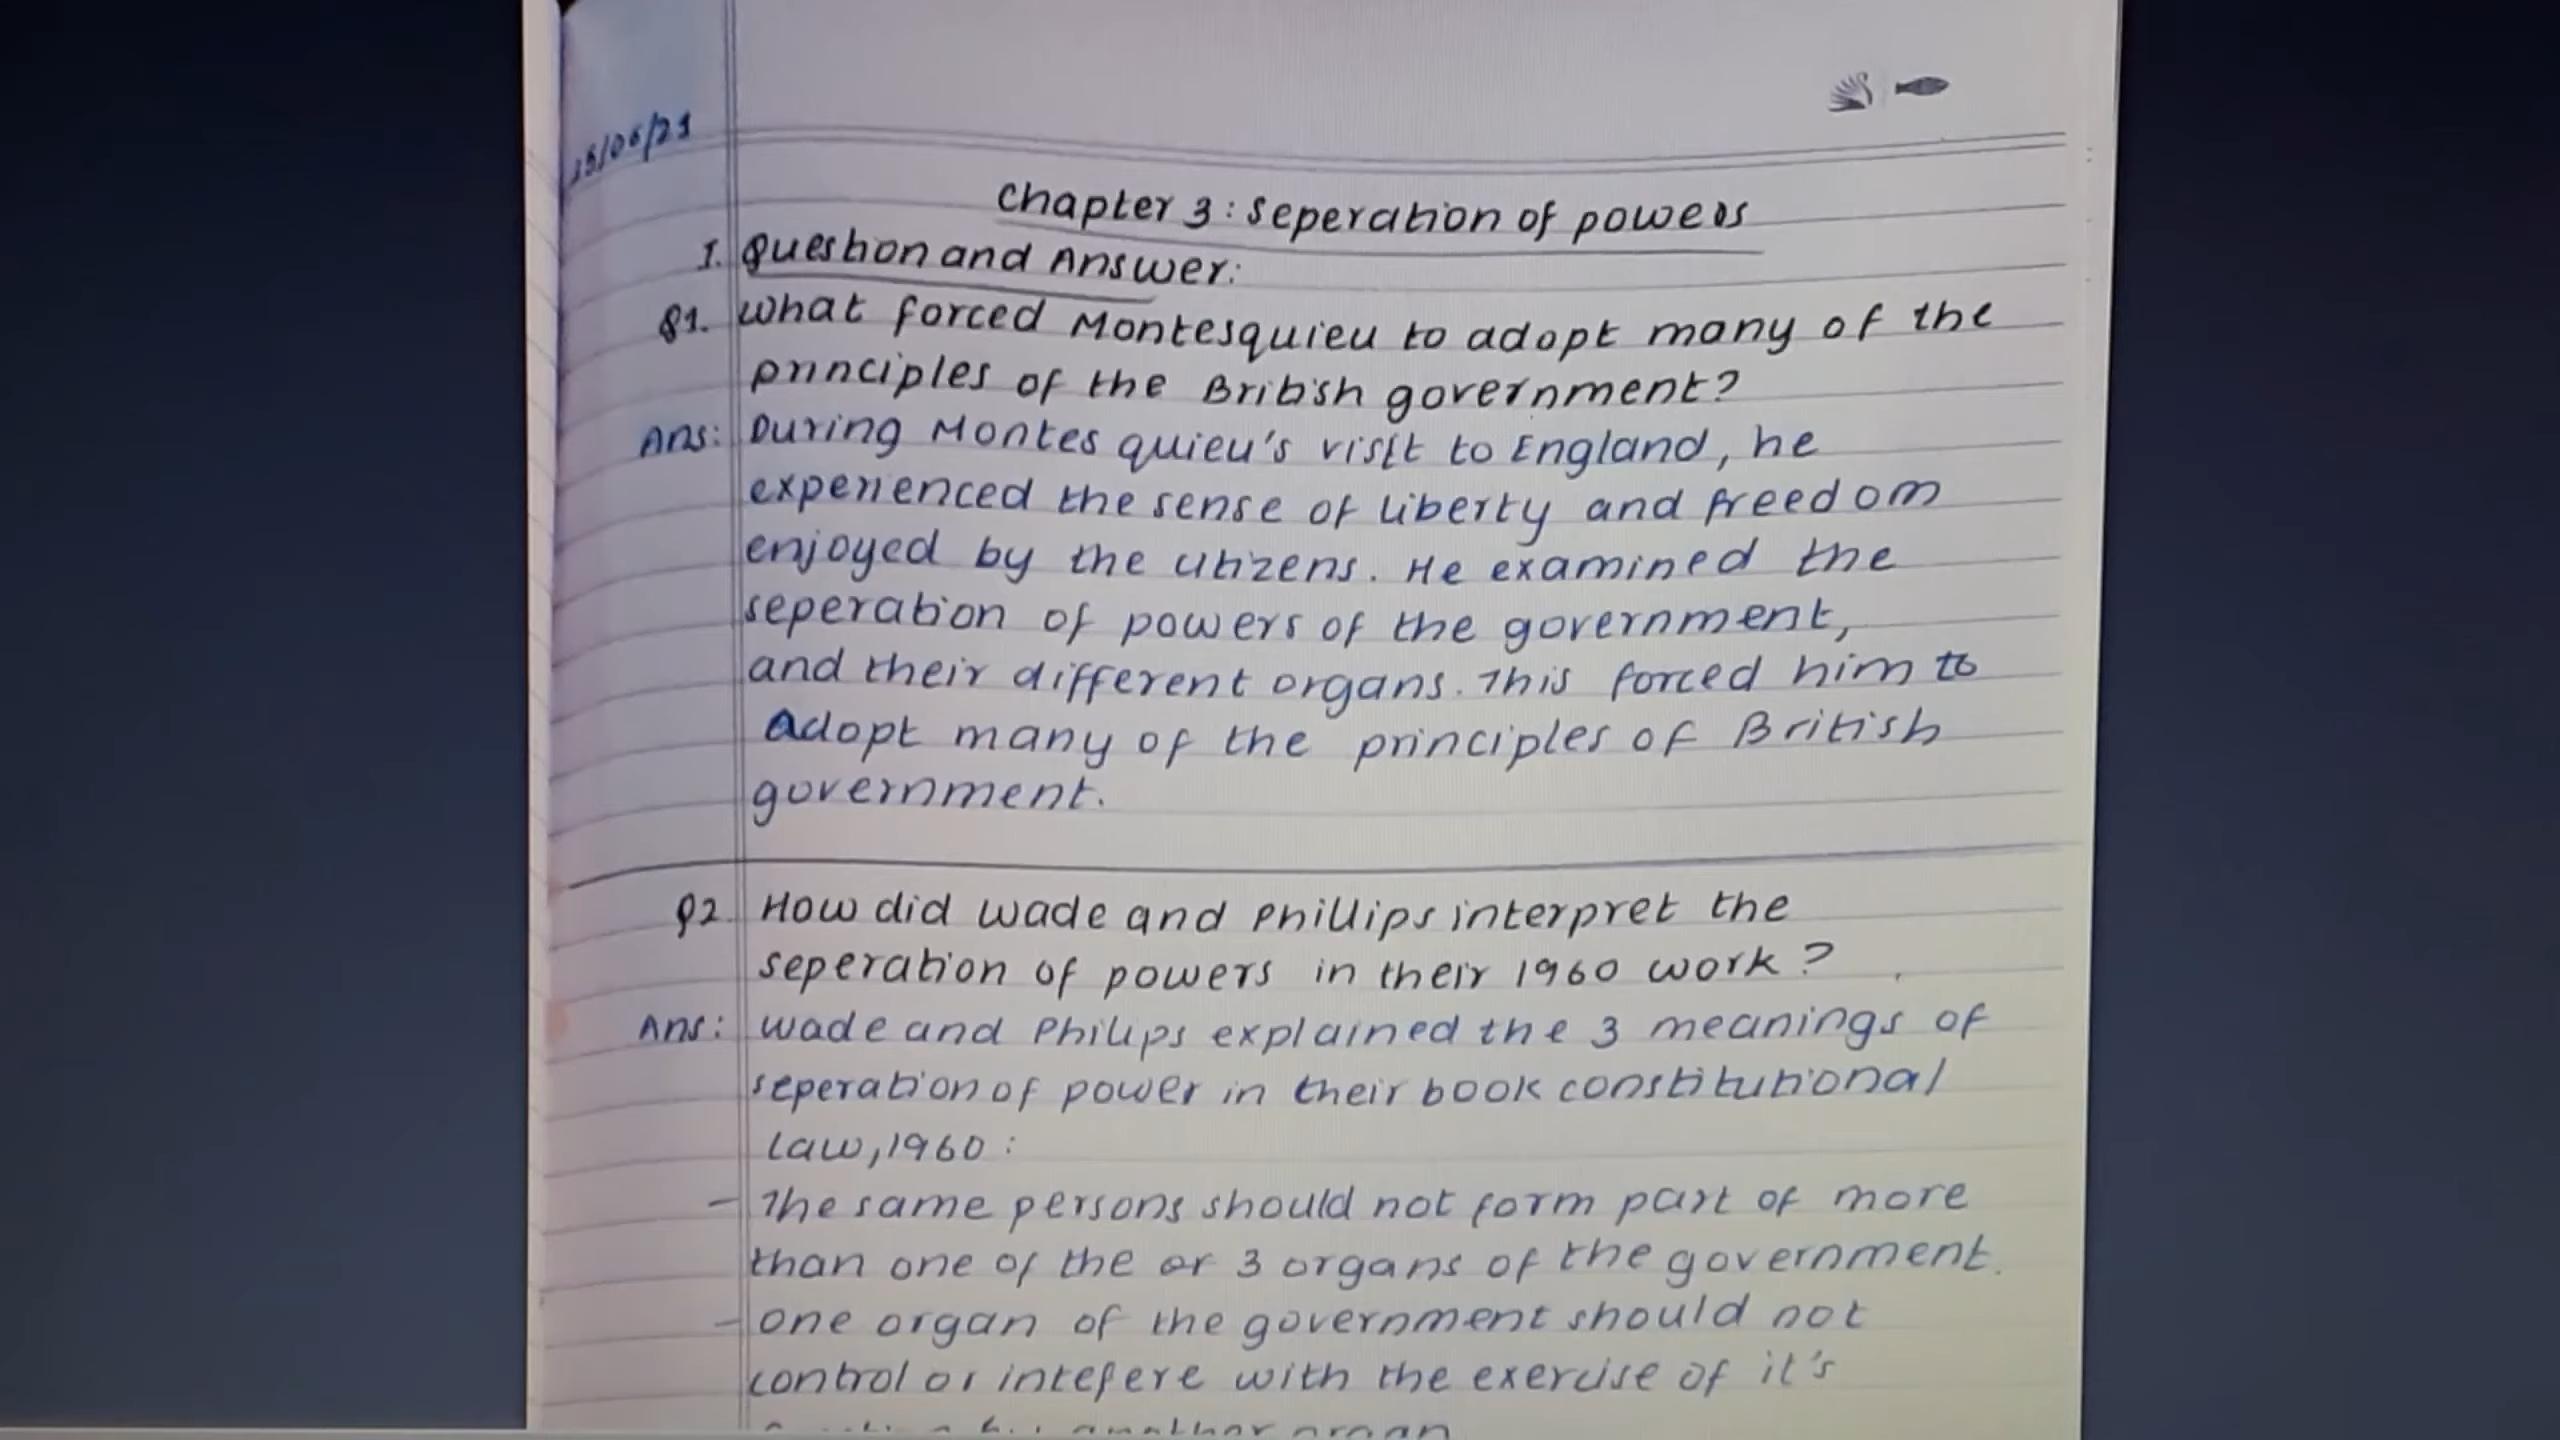 15/06/21
Chapter 3: Seperation of powers
I. Question and Answer:
Q1. What forced Montesquieu to adopt many of the
principles of the British government?
Ans: During Montesquieu's visit to England, he
experienced the sense of liberty and freedom
enjoyed by the citizens. He examined the
seperation of powers of the government,
and their different organs. This forced him to
adopt many of the principles of British
government.
Q2. How did wade and Phillips interpret the
seperation of powers in their 1960 work?
Ans: Wade and Philips explained the 3 meanings of
seperation of power in their book constitutional
Law, 1960:
- The same persons should not form part of more
than one of the or 3 organs of the government.
- One organ of the government should not
control or intefere with the exercise of it's
another organ